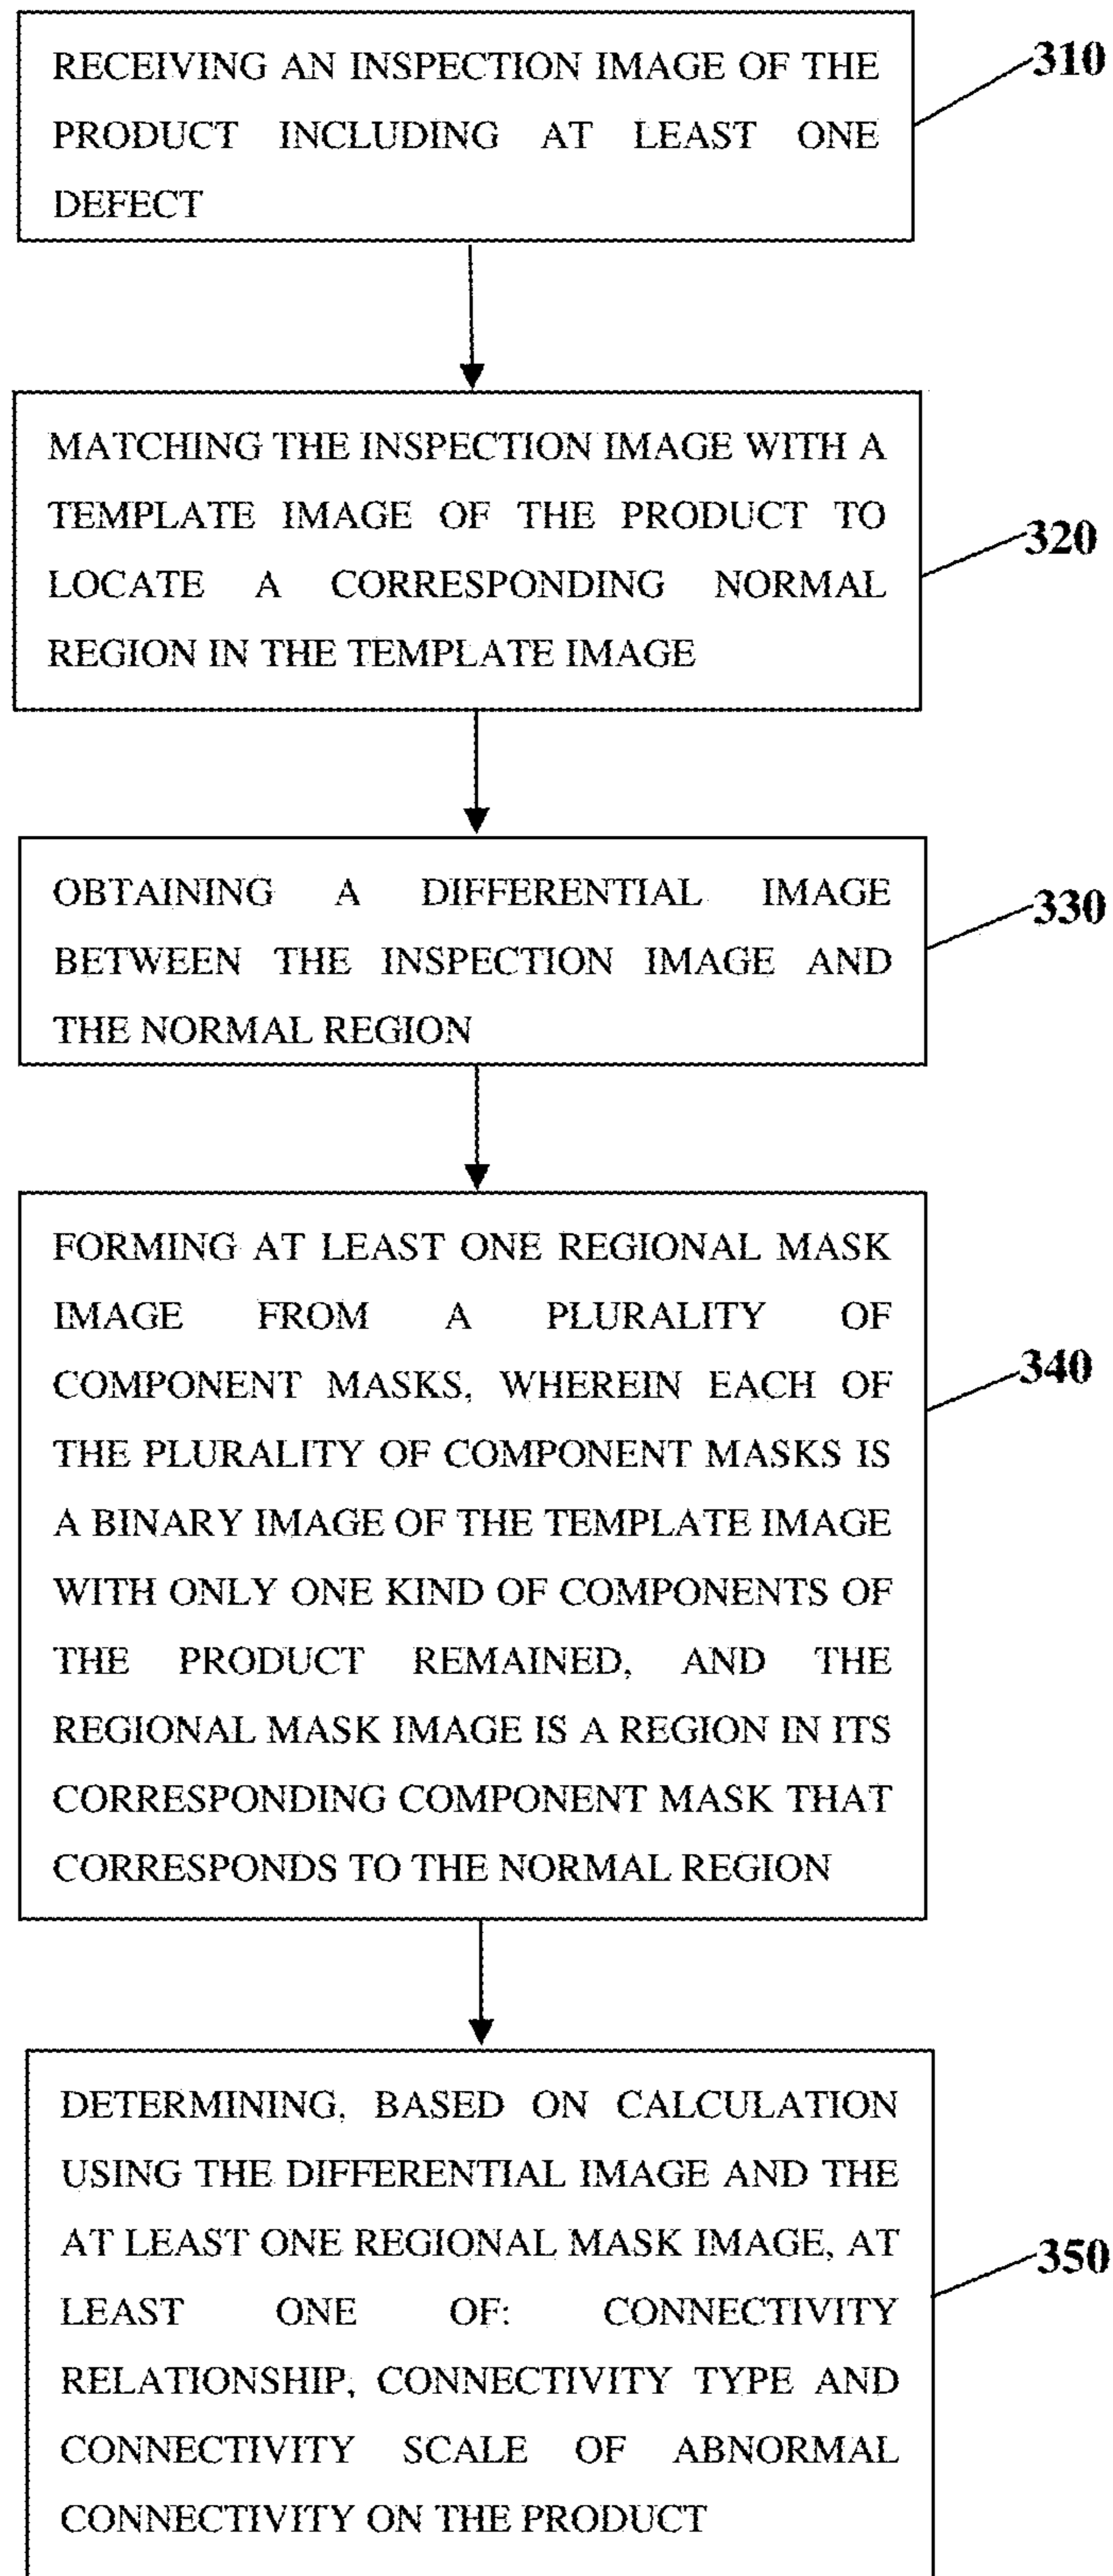 RECEIVING AN INSPECTION IMAGE OF THE
PRODUCT INCLUDING AT LEAST ONE
DEFECT
310
MATCHING THE INSPECTION IMAGE WITH A
TEMPLATE IMAGE OF THE PRODUCT TO
LOCATE A CORRESPONDING NORMAL
REGION IN THE TEMPLATE IMAGE
320
OBTAINING A DIFFERENTIAL IMAGE
BETWEEN THE INSPECTION IMAGE AND
THE NORMAL REGION
330
FORMING AT LEAST ONE REGIONAL MASK
IMAGE FROM A PLURALITY OF
COMPONENT MASKS, WHEREIN EACH OF
THE PLURALITY OF COMPONENT MASKS IS
A BINARY IMAGE OF THE TEMPLATE IMAGE
WITH ONLY ONE KIND OF COMPONENTS OF
THE PRODUCT REMAINED, AND THE
REGIONAL MASK IMAGE IS A REGION IN ITS
CORRESPONDING COMPONENT MASK THAT
CORRESPONDS TO THE NORMAL REGION
340
DETERMINING, BASED ON CALCULATION
USING THE DIFFERENTIAL IMAGE AND THE
AT LEAST ONE REGIONAL MASK IMAGE, AT
LEAST ONE OF: CONNECTIVITY
RELATIONSHIP, CONNECTIVITY TYPE AND
CONNECTIVITY SCALE OF ABNORMAL
CONNECTIVITY ON THE PRODUCT
350